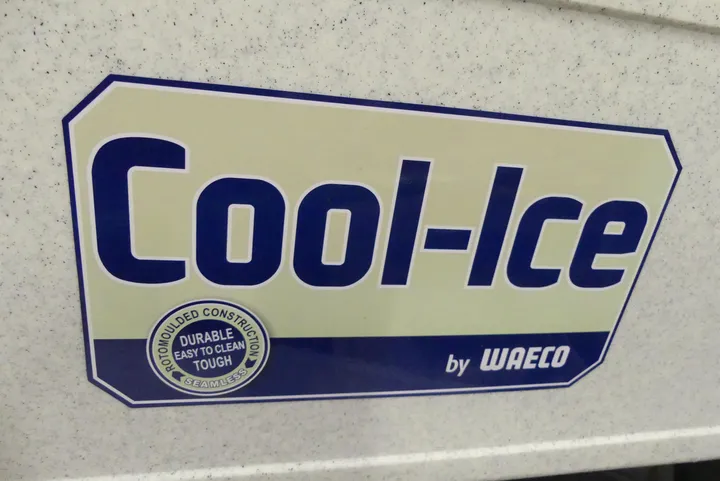 Cool-Ice
ROTOMOULDED CONSTRUCTION
DURABLE
EASY TO CLEAN
TOUGH
SEAMLESS
by WAECO